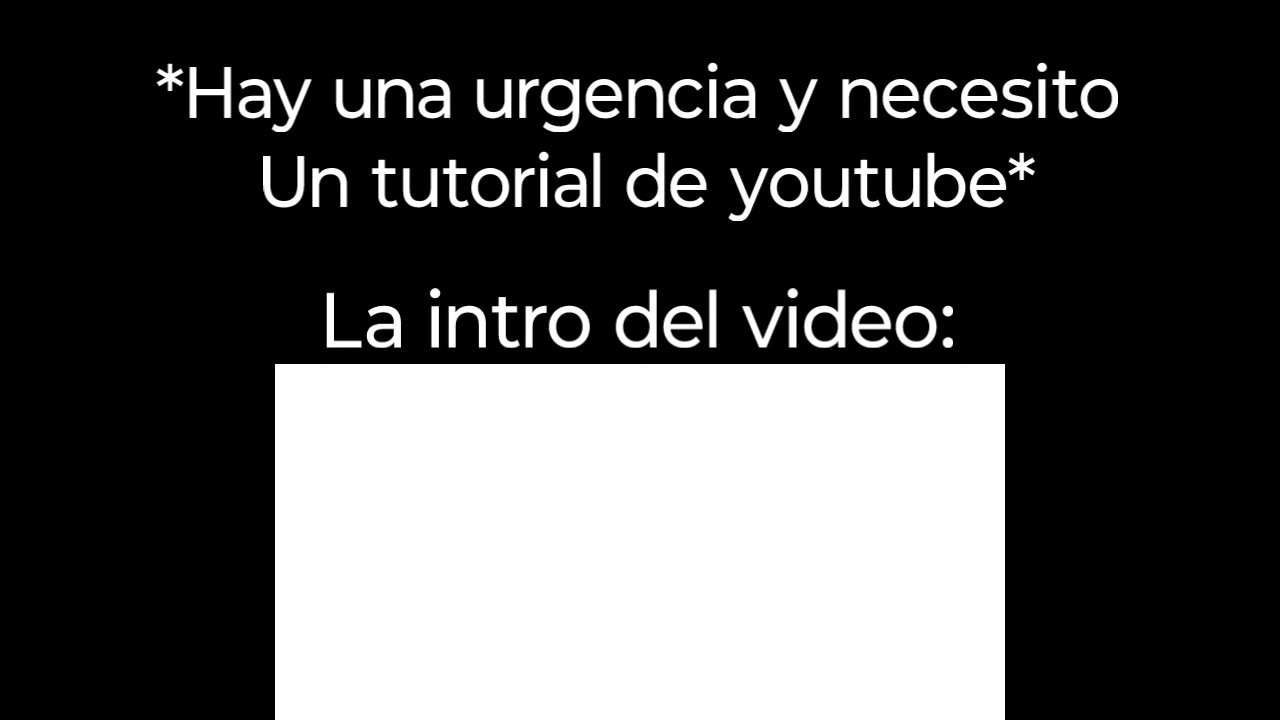 *Hay una urgencia y necesito
Un tutorial de youtube*
La intro del video: